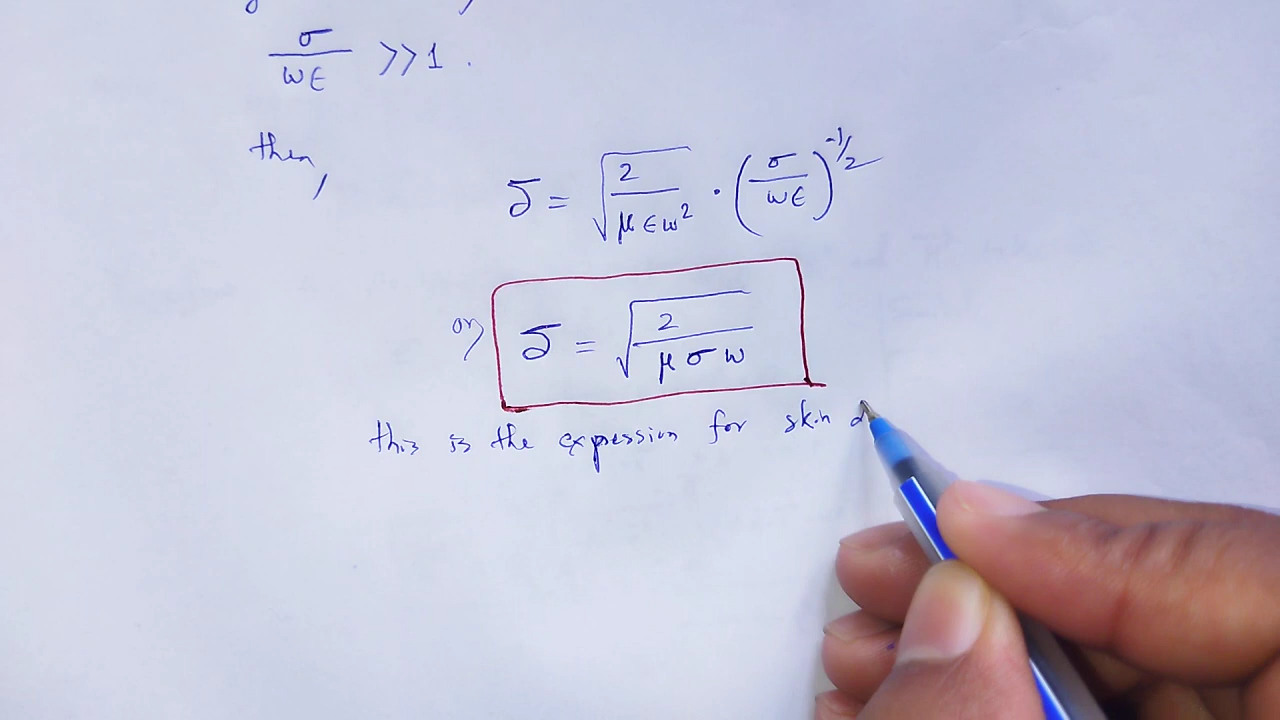 σ/ωϵ >> 1 .
then,
δ = √(2/μϵω²) · (σ/ωϵ)^-1/2
or, δ = √(2/μσω)
this is the expression for skin d